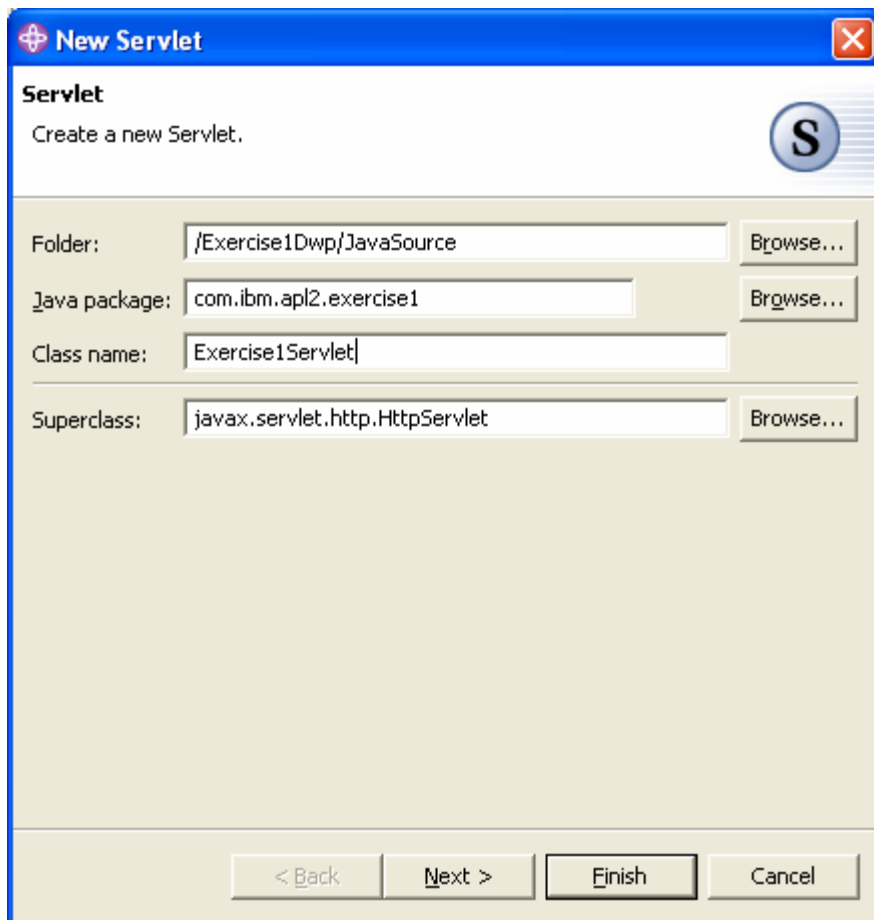 New Servlet
Servlet
Create a new Servlet.
S
Folder: /Exercise1Dwp/JavaSource Browse...
Java package: com.ibm.apl2.exercise1 Browse...
Class name: Exercise1Servlet
Superclass: javax.servlet.http.HttpServlet Browse...
< Back Next > Finish Cancel